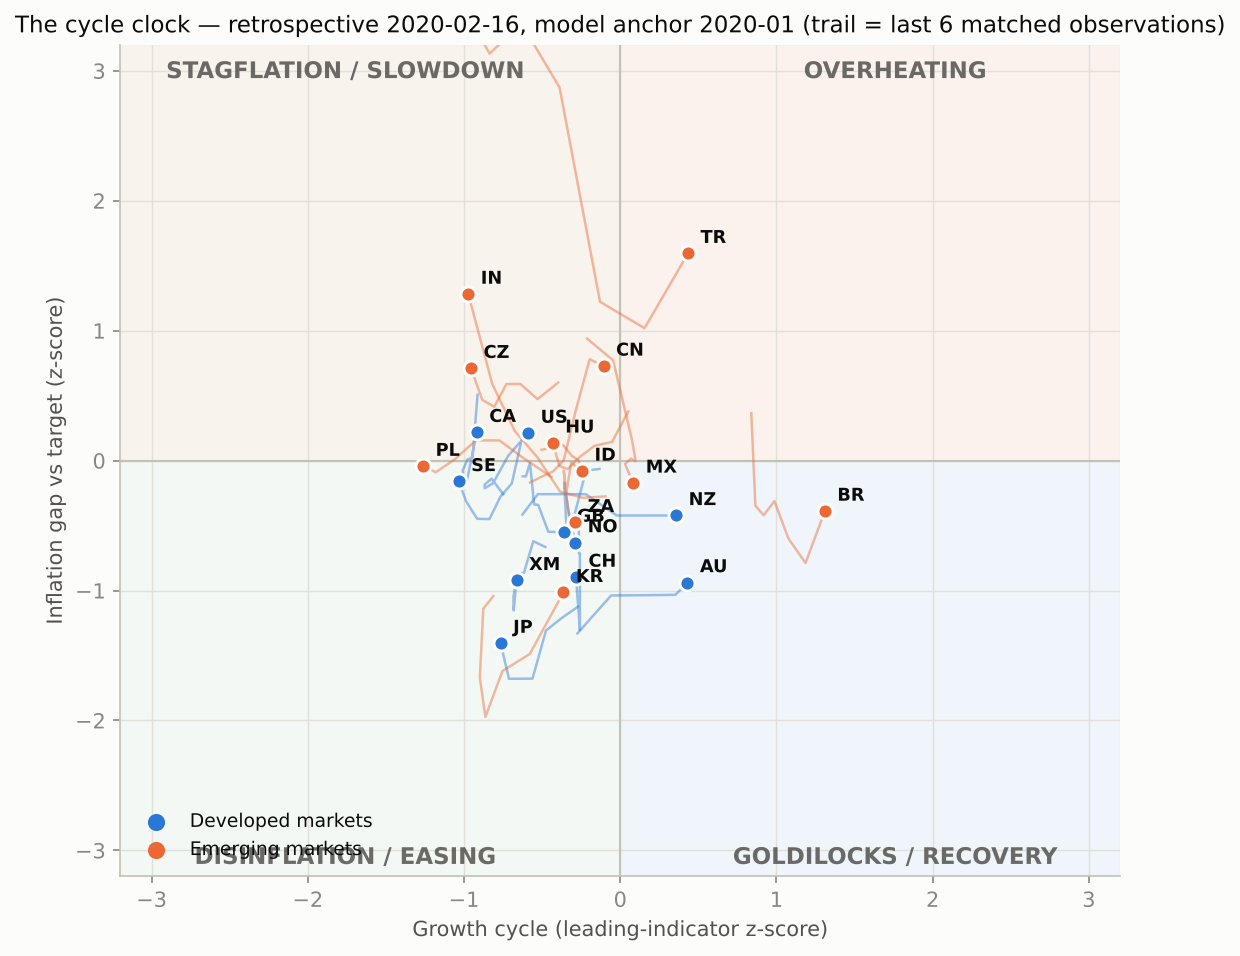 The cycle clock — retrospective 2020-02-16, model anchor 2020-01 (trail = last 6 matched observations)
STAGFLATION / SLOWDOWN
OVERHEATING
3
2
1
0
−1
−2
−3
Inflation gap vs target (z-score)
TR
IN
CN
CZ
CA
US
HU
PL
ID
SE
MX
BR
NZ
ZA
GB
NO
CH
XM
AU
KR
JP
Developed markets
Emerging markets
DISINFLATION / EASING
GOLDILOCKS / RECOVERY
−3
−2
−1
0
1
2
3
Growth cycle (leading-indicator z-score)